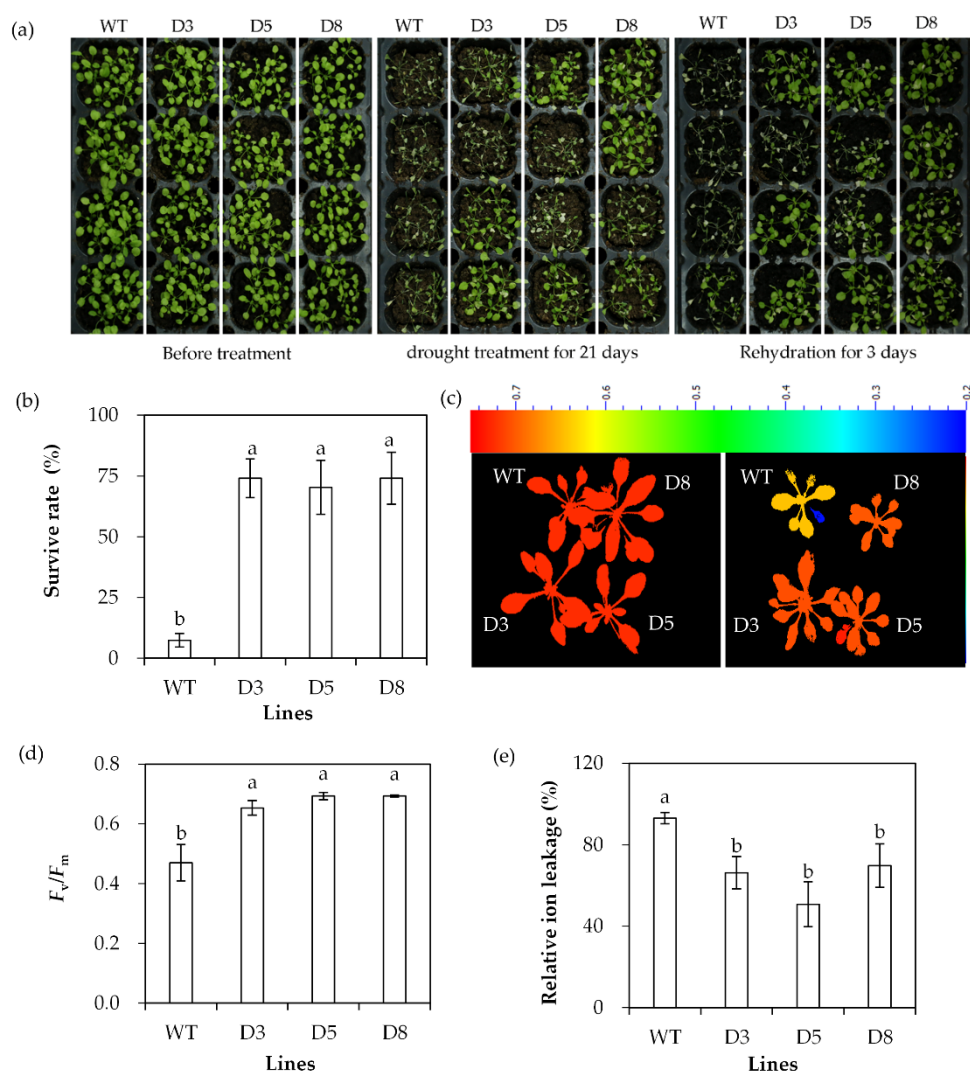 (a)
WT D3 D5 D8 WT D3 D5 D8 WT D3 D5 D8
Before treatment drought treatment for 21 days Rehydration for 3 days
(b)
100
75
50
25
0
Survive rate (%)
a a a
b
WT D3 D5 D8
Lines
(c)
0.7 0.6 0.5 0.4 0.3 0.2
WT D8
D3 D5
WT D8
D3 D5
(d)
0.8
0.6
0.4
0.2
0.0
Fv/Fm
b a a a
WT D3 D5 D8
Lines
(e)
120
80
40
0
Relative ion leakage (%)
a b b b
WT D3 D5 D8
Lines